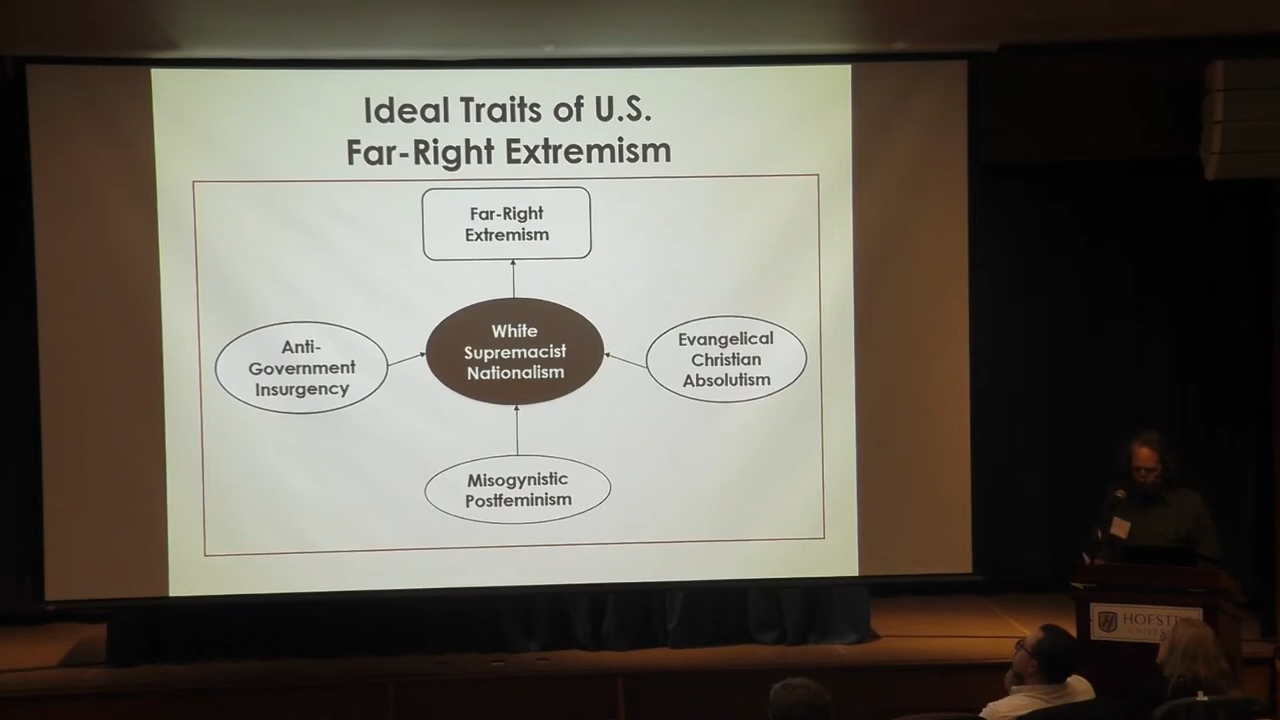 Ideal Traits of U.S.
Far-Right Extremism
Far-Right
Extremism
Anti-
Government
Insurgency
White
Supremacist
Nationalism
Evangelical
Christian
Absolutism
Misogynistic
Postfeminism